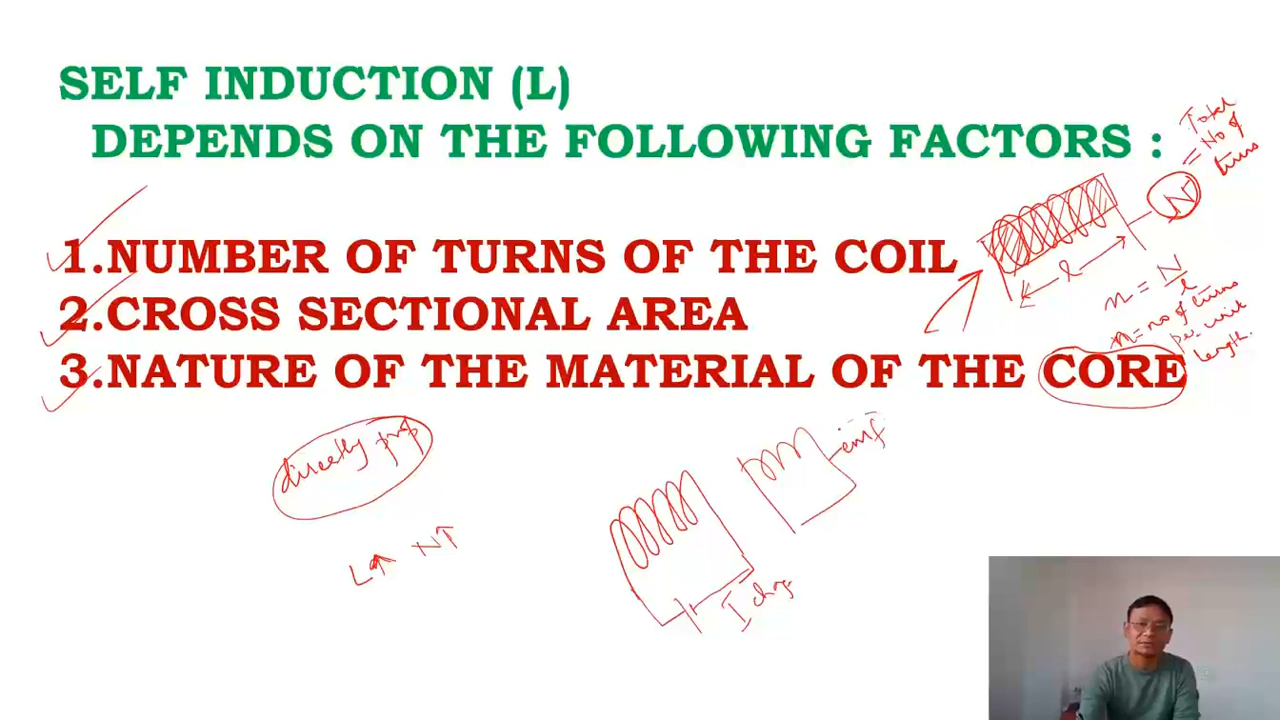 SELF INDUCTION (L)
DEPENDS ON THE FOLLOWING FACTORS :
1.NUMBER OF TURNS OF THE COIL
2.CROSS SECTIONAL AREA
3.NATURE OF THE MATERIAL OF THE CORE
Total
No of
turns
= N
l
n = N/l
n = no of turns
per unit
length.
directly prop
L↑ N↑
emf
I chg